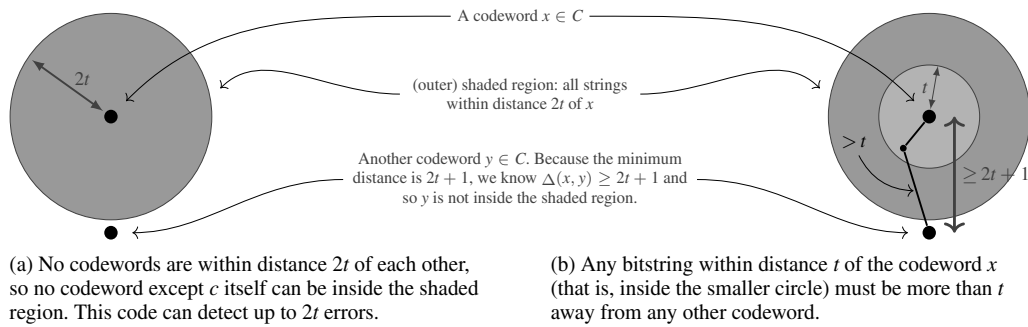 A codeword x ∈ C
2t
(outer) shaded region: all strings
within distance 2t of x
t
Another codeword y ∈ C. Because the minimum
distance is 2t + 1, we know Δ(x, y) ≥ 2t + 1 and
so y is not inside the shaded region.
> t
≥ 2t + 1
(a) No codewords are within distance 2t of each other,
so no codeword except c itself can be inside the shaded
region. This code can detect up to 2t errors.
(b) Any bitstring within distance t of the codeword x
(that is, inside the smaller circle) must be more than t
away from any other codeword.